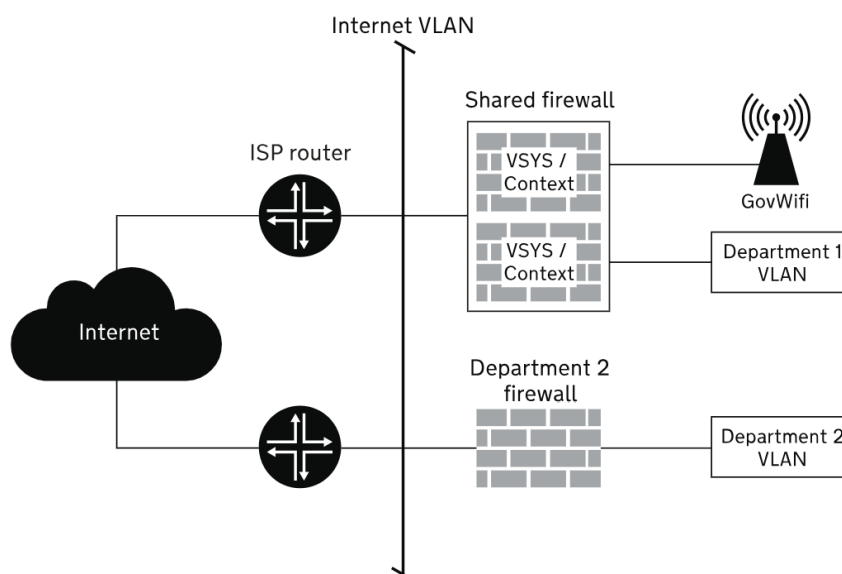 Internet VLAN
Shared firewall
ISP router
VSYS /
Context
GovWifi
VSYS /
Context
Department 1
VLAN
Internet
Department 2
firewall
Department 2
VLAN